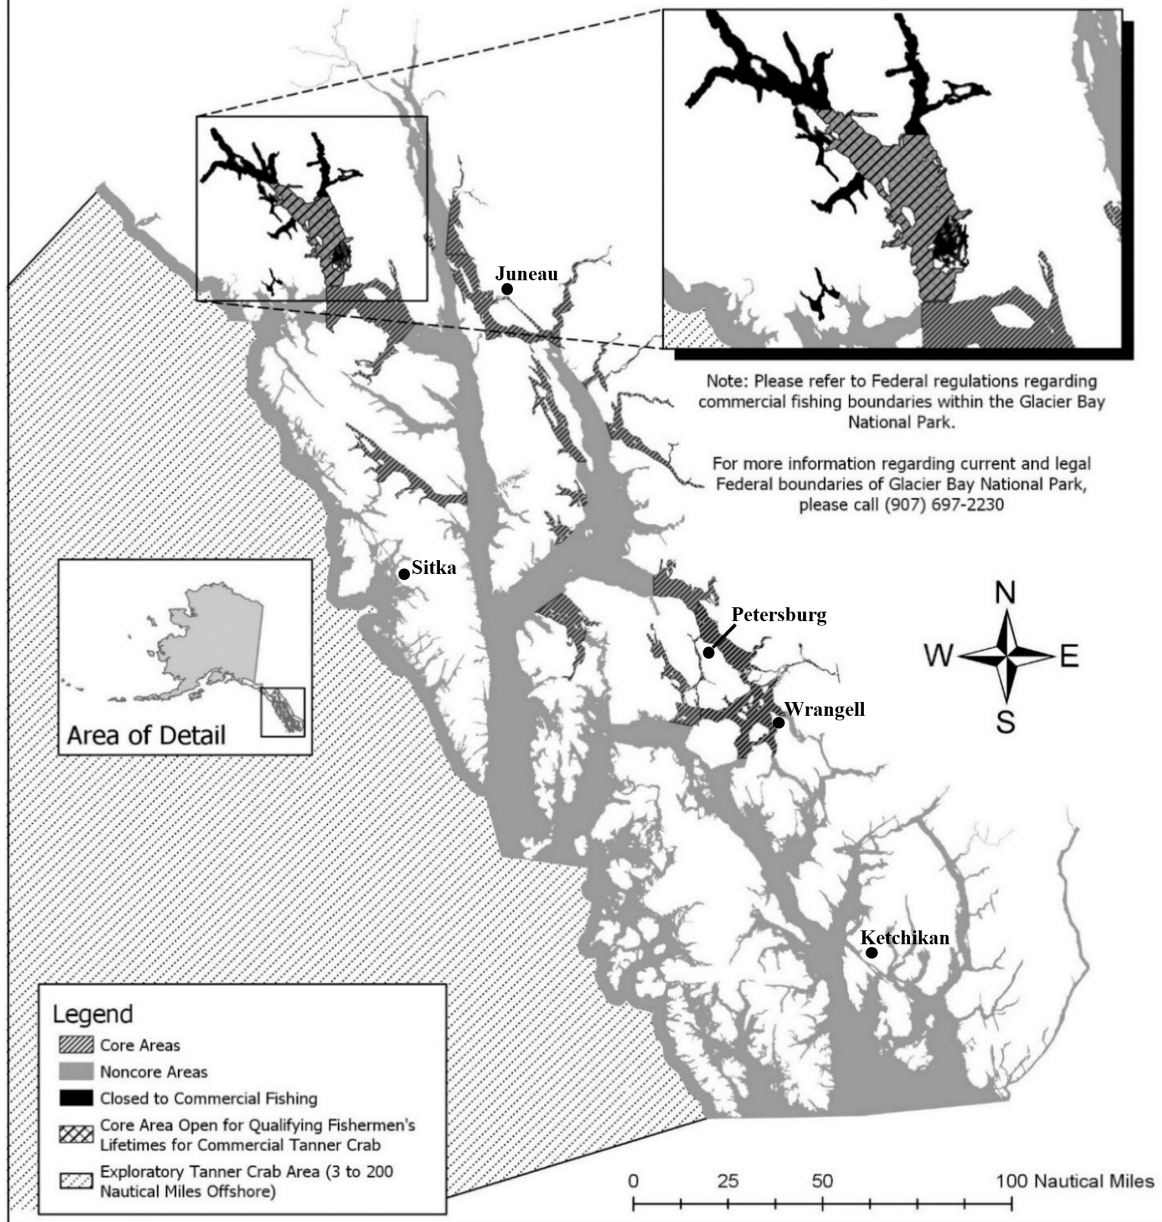 Juneau
Note: Please refer to Federal regulations regarding
commercial fishing boundaries within the Glacier Bay
National Park.
For more information regarding current and legal
Federal boundaries of Glacier Bay National Park,
please call (907) 697-2230
Sitka
Petersburg
N
W E
S
Wrangell
Area of Detail
Ketchikan
Legend
Core Areas
Noncore Areas
Closed to Commercial Fishing
Core Area Open for Qualifying Fishermen's
Lifetimes for Commercial Tanner Crab
Exploratory Tanner Crab Area (3 to 200
Nautical Miles Offshore)
0 25 50 100 Nautical Miles